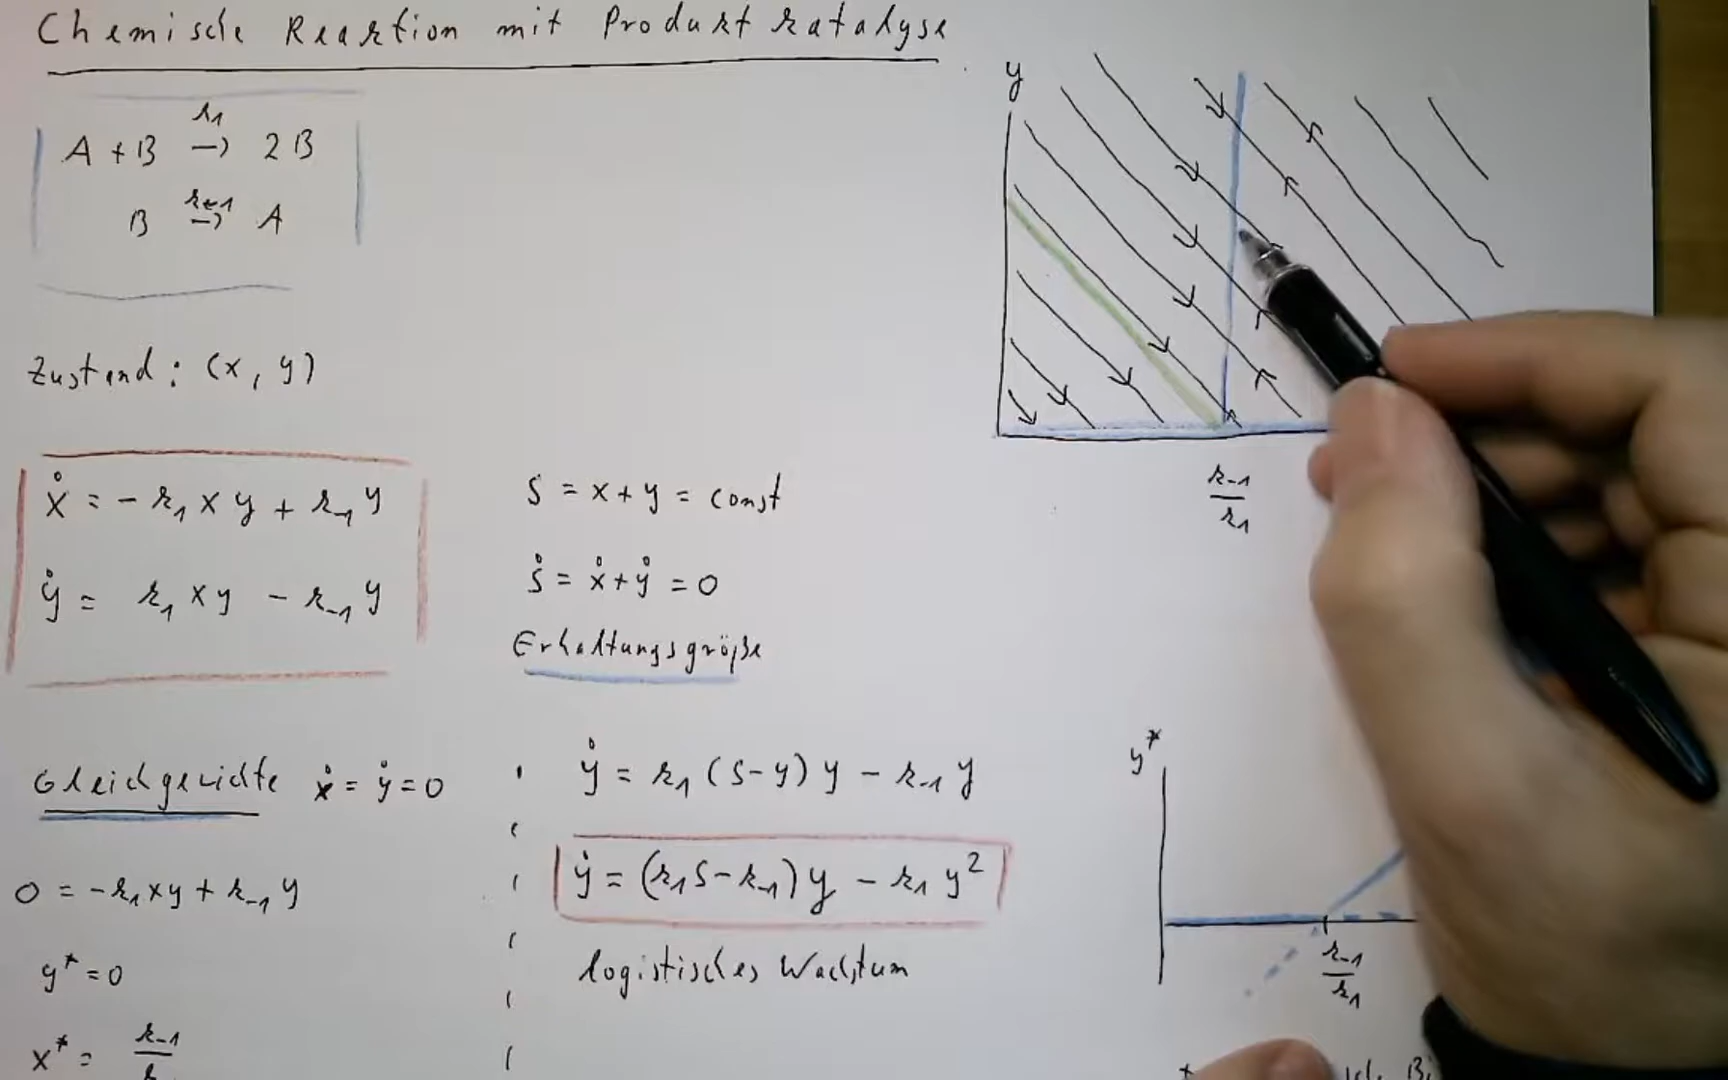 Chemische Reaktion mit Produktkatalyse
A + B →k₁ 2B
B →k₋₁ A
Zustand: (x, y)
ẋ = - k₁ x y + k₋₁ y
ẏ = k₁ x y - k₋₁ y
S = x + y = const
Ṡ = ẋ + ẏ = 0
Erhaltungsgröße
Gleichgewichte ẋ = ẏ = 0
0 = -k₁ x y + k₋₁ y
y* = 0
x* = k₋₁
ẏ = k₁ (S-y) y - k₋₁ y
ẏ = (k₁ S - k₋₁) y - k₁ y²
logistisches Wachstum
y
k₋₁/k₁
y*
k₋₁/k₁